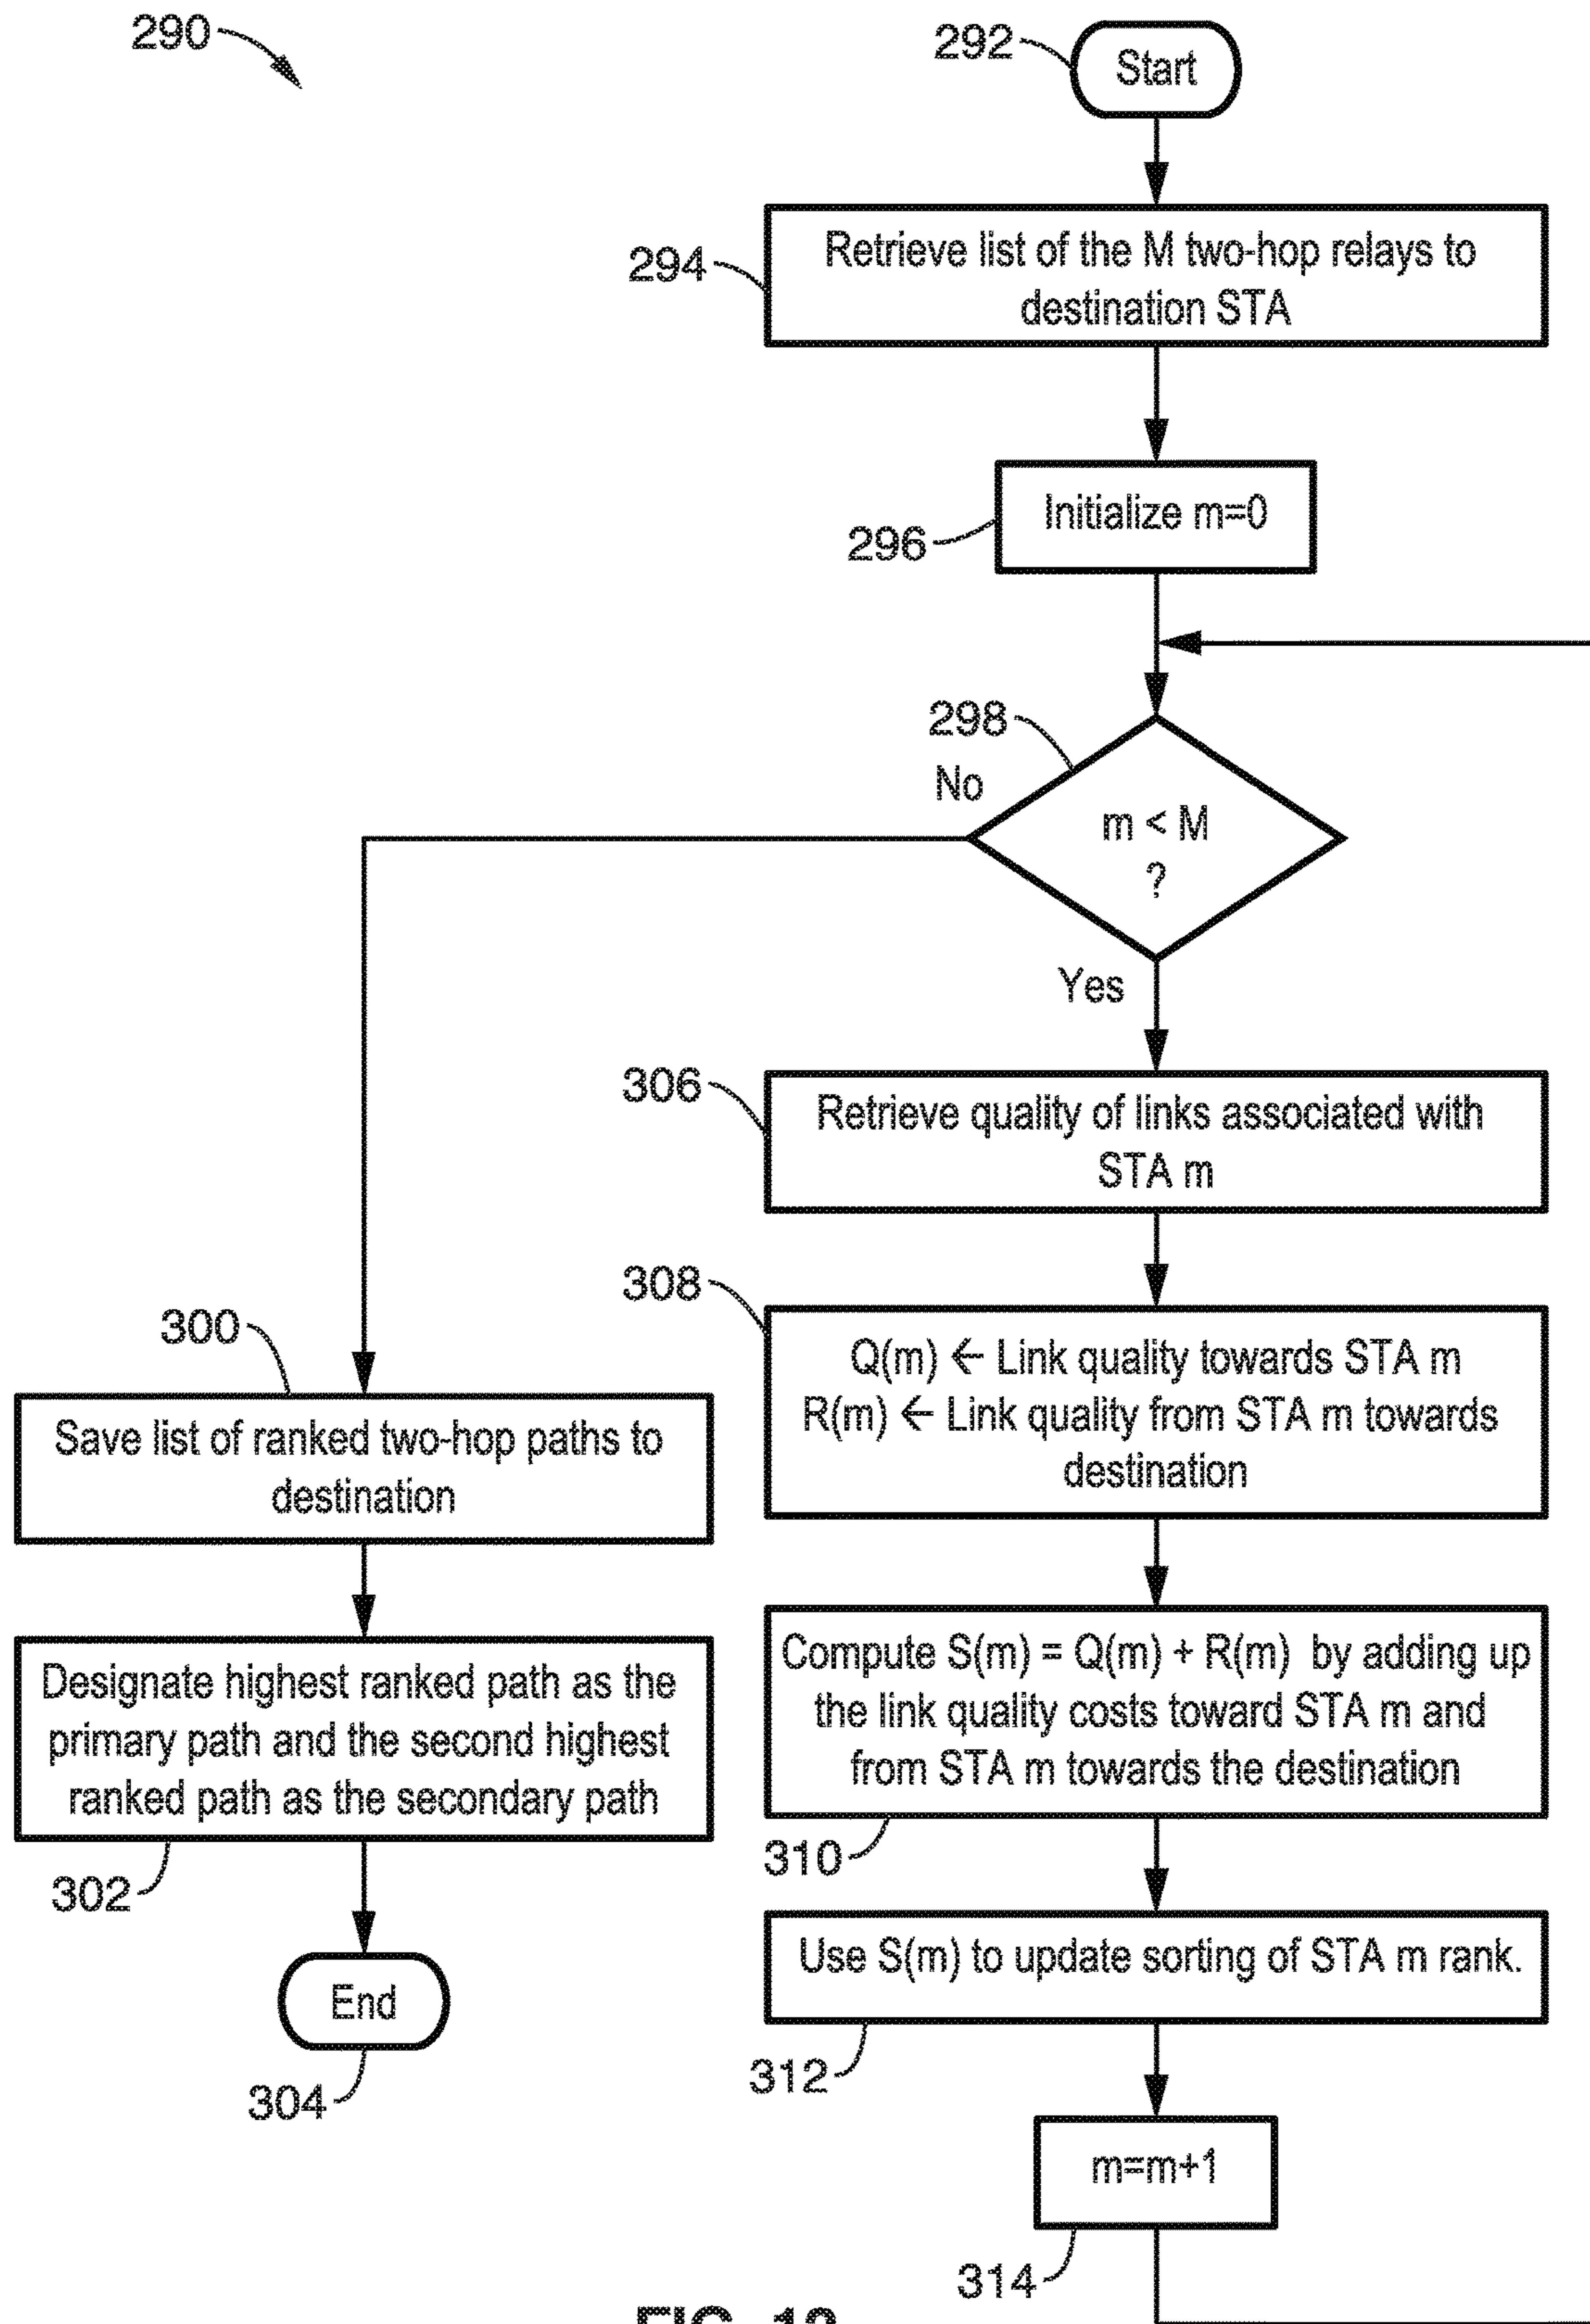 290
292
Start
294
Retrieve list of the M two-hop relays to
destination STA
296
Initialize m=0
298
No
m < M
?
Yes
306
Retrieve quality of links associated with
STA m
308
Q(m) ← Link quality towards STA m
R(m) ← Link quality from STA m towards
destination
300
Save list of ranked two-hop paths to
destination
Designate highest ranked path as the
primary path and the second highest
ranked path as the secondary path
302
End
304
Compute S(m) = Q(m) + R(m) by adding up
the link quality costs toward STA m and
from STA m towards the destination
310
Use S(m) to update sorting of STA m rank.
312
m=m+1
314
FIG.